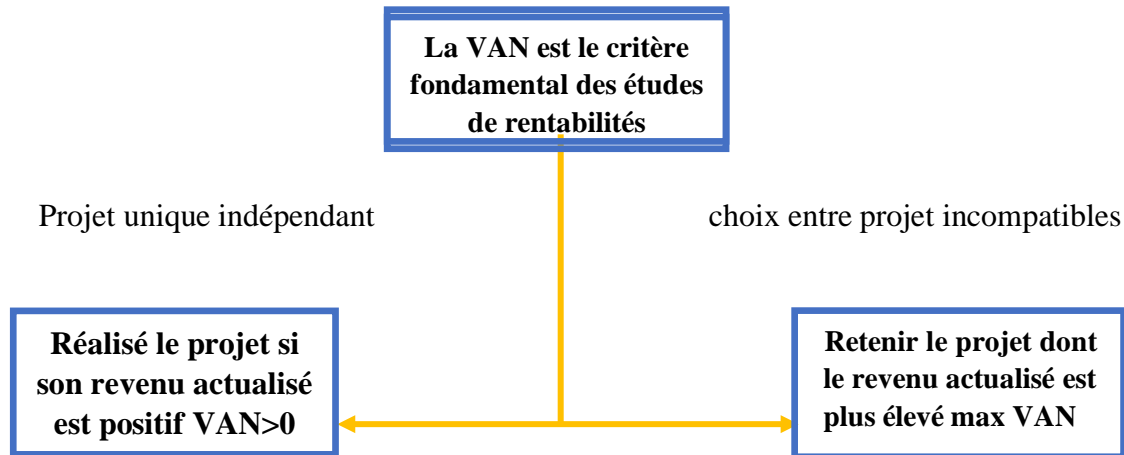 La VAN est le critère
fondamental des études
de rentabilités
Projet unique indépendant
choix entre projet incompatibles
Réalisé le projet si
son revenu actualisé
est positif VAN>0
Retenir le projet dont
le revenu actualisé est
plus élevé max VAN